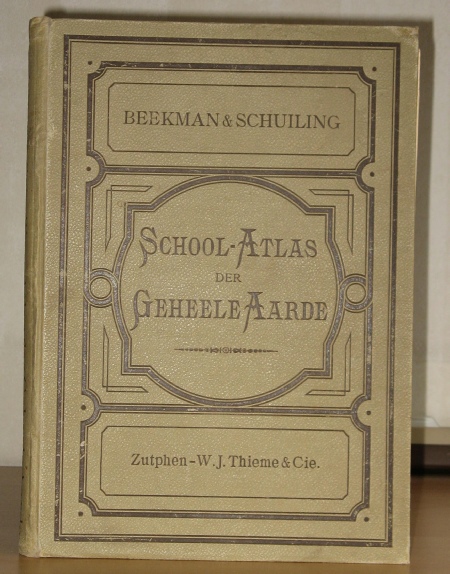 BEEKMAN & SCHUILING
SCHOOL-ATLAS
DER
GEHEELE AARDE
Zutphen-W. J. Thieme & Cie.